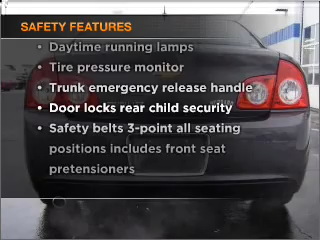 SAFETY FEATURES
• Daytime running lamps
• Tire pressure monitor
• Trunk emergency release handle
• Door locks rear child security
• Safety belts 3-point all seating
positions includes front seat
pretensioners